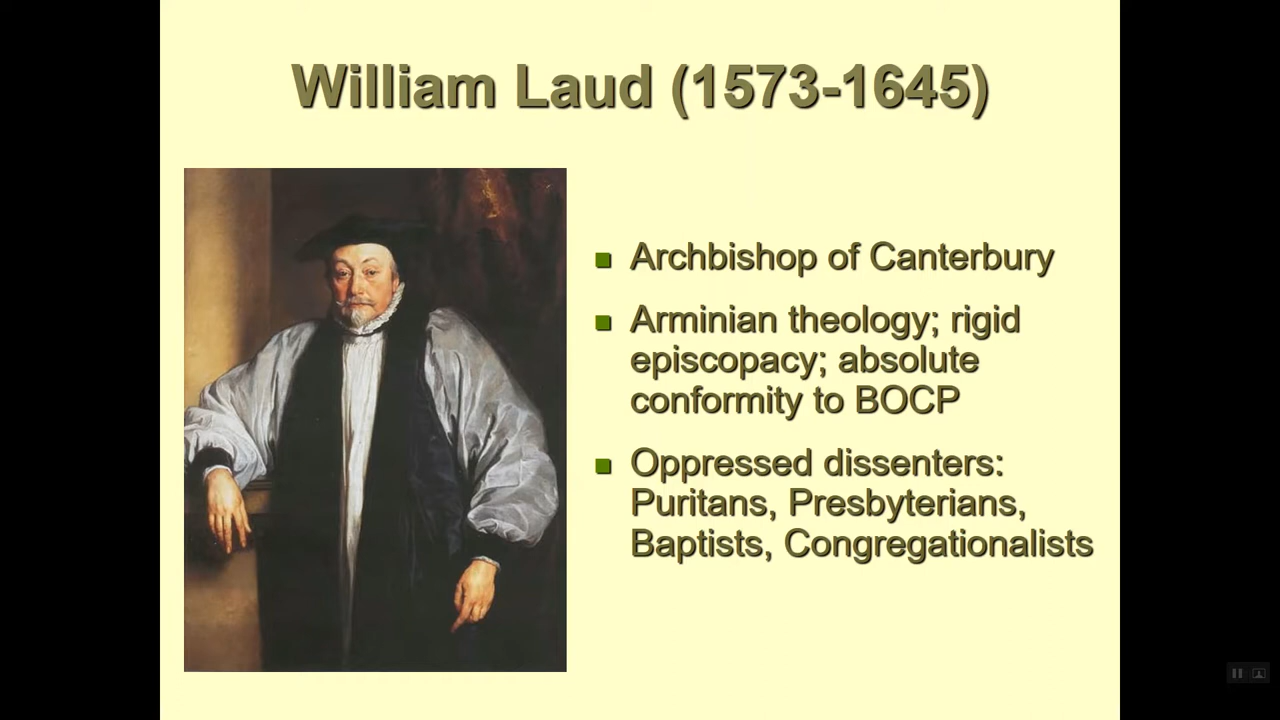 William Laud (1573-1645)
Archbishop of Canterbury
Arminian theology; rigid
episcopacy; absolute
conformity to BOCP
Oppressed dissenters:
Puritans, Presbyterians,
Baptists, Congregationalists